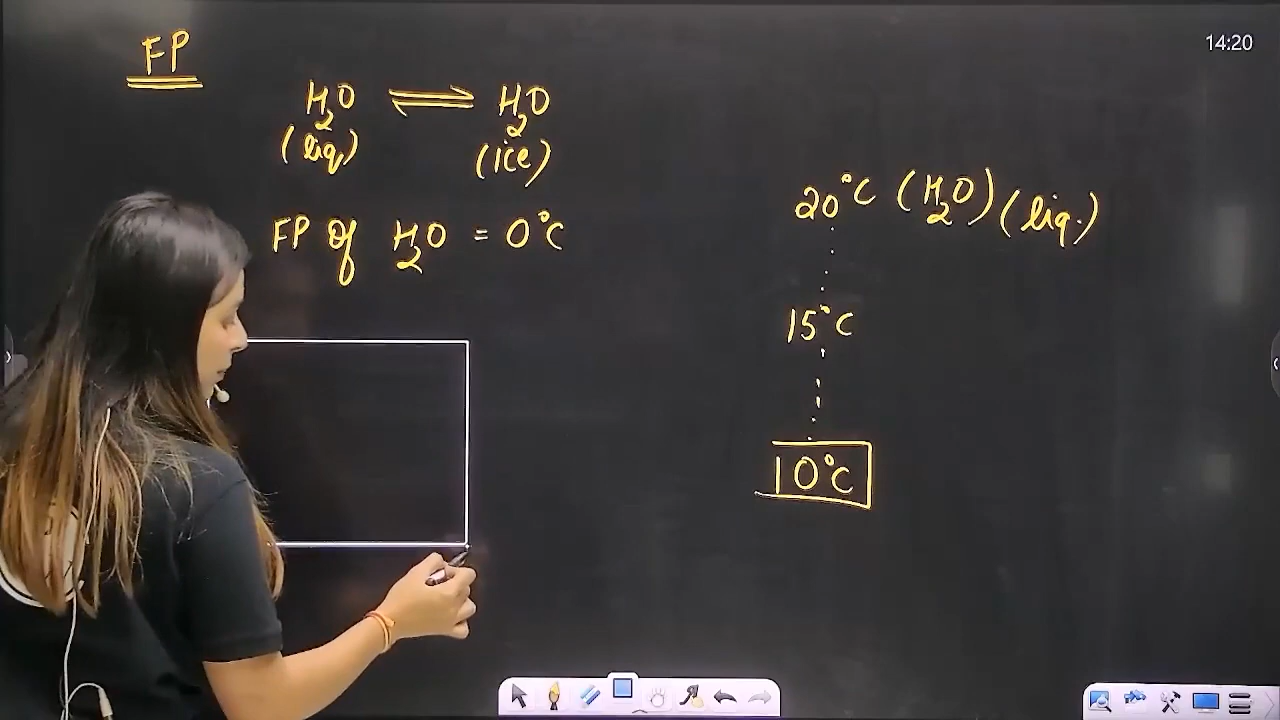 14:20
FP
H₂O ⇌ H₂O
(liq) (ice)
FP of H₂O = 0°C
20°C (H₂O) (liq.)
15°C
10°C